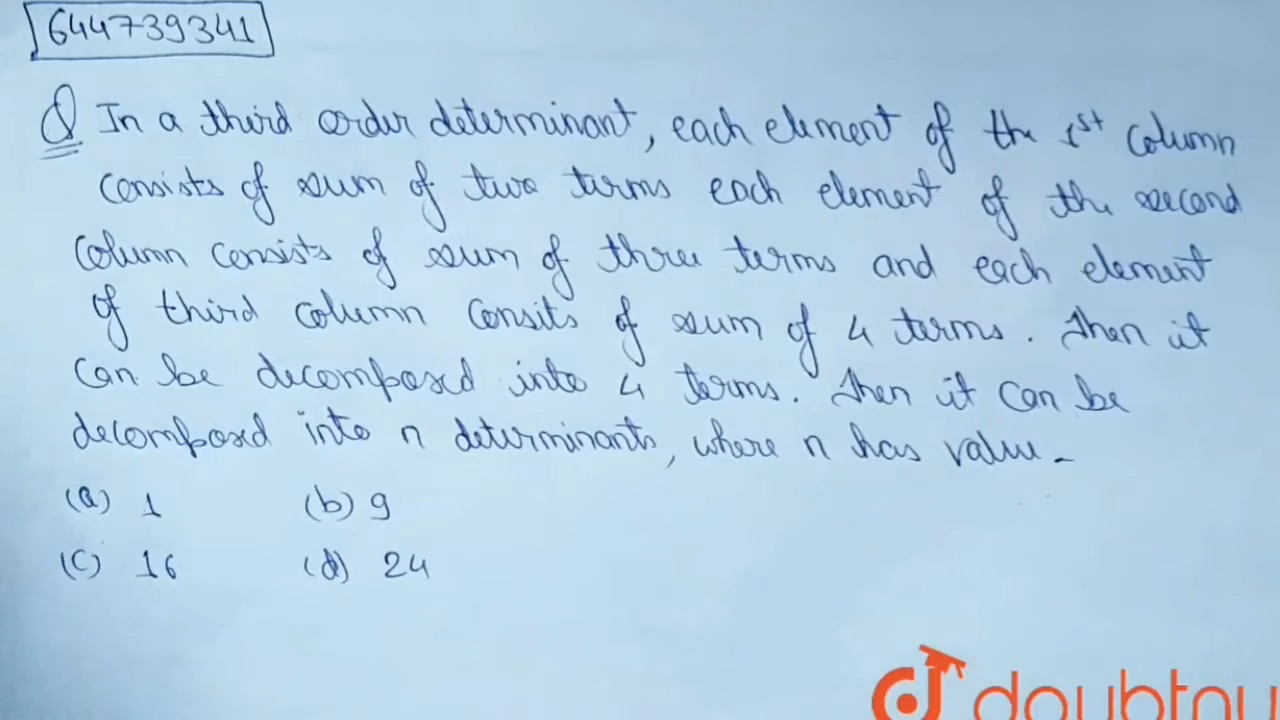 644739341
Q In a third order determinant, each element of the 1st column
consists of sum of two terms each element of the second
column consists of sum of three terms and each element
of third column consits of sum of 4 terms. Then it
can be decomposed into 4 terms. Then it can be
decomposed into n determinants, where n has value -
(a) 1 (b) 9
(c) 16 (d) 24
doubtnu